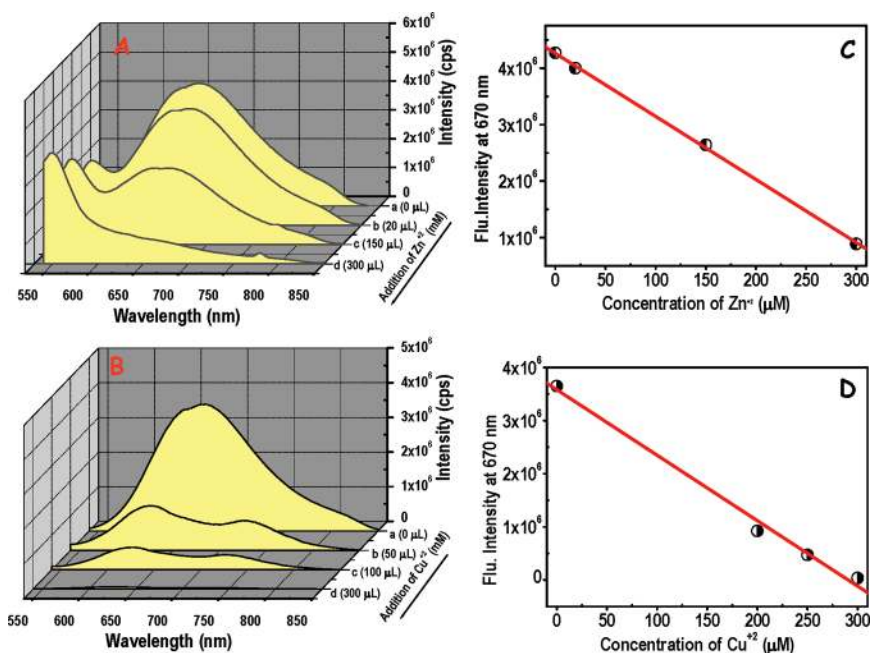 A
6x10⁶
5x10⁶
4x10⁶
3x10⁶
2x10⁶
1x10⁶
0
Intensity (cps)
a (0 μL)
b (20 μL)
c (150 μL)
d (300 μL)
Addition of Zn⁺² (mM)
550 600 650 700 750 800 850
Wavelength (nm)
C
4x10⁶
3x10⁶
2x10⁶
1x10⁶
Flu.Intensity at 670 nm
0 50 100 150 200 250 300
Concentration of Zn⁺² (μM)
B
5x10⁶
4x10⁶
3x10⁶
2x10⁶
1x10⁶
0
Intensity (cps)
a (0 μL)
b (50 μL)
c (100 μL)
d (300 μL)
Addition of Cu⁺² (mM)
550 600 650 700 750 800 850
Wavelength (nm)
D
4x10⁶
3x10⁶
2x10⁶
1x10⁶
0
Flu. Intensity at 670 nm
0 50 100 150 200 250 300
Concentration of Cu⁺² (μM)